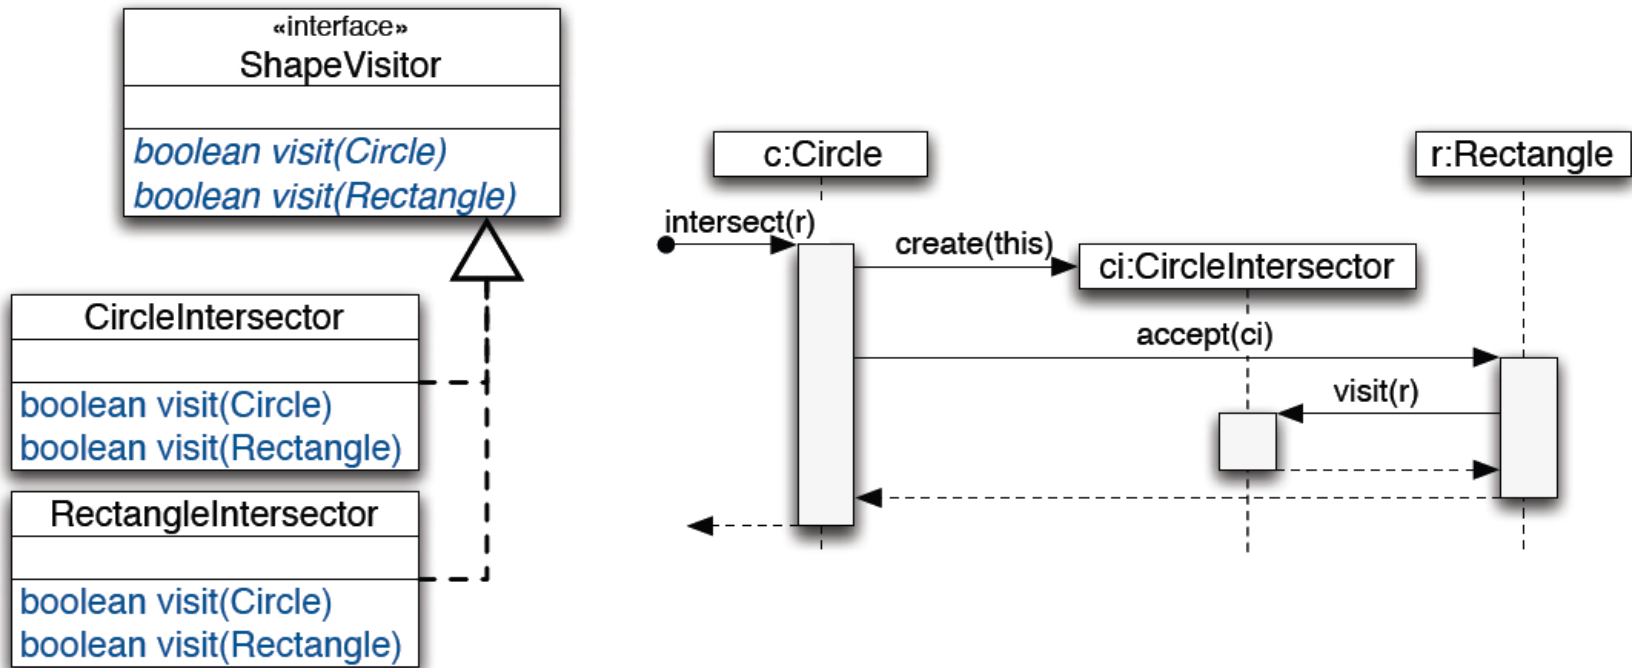 «interface»
ShapeVisitor
boolean visit(Circle)
boolean visit(Rectangle)
CircleIntersector
boolean visit(Circle)
boolean visit(Rectangle)
RectangleIntersector
boolean visit(Circle)
boolean visit(Rectangle)
c:Circle
r:Rectangle
intersect(r)
create(this)
ci:CircleIntersector
accept(ci)
visit(r)